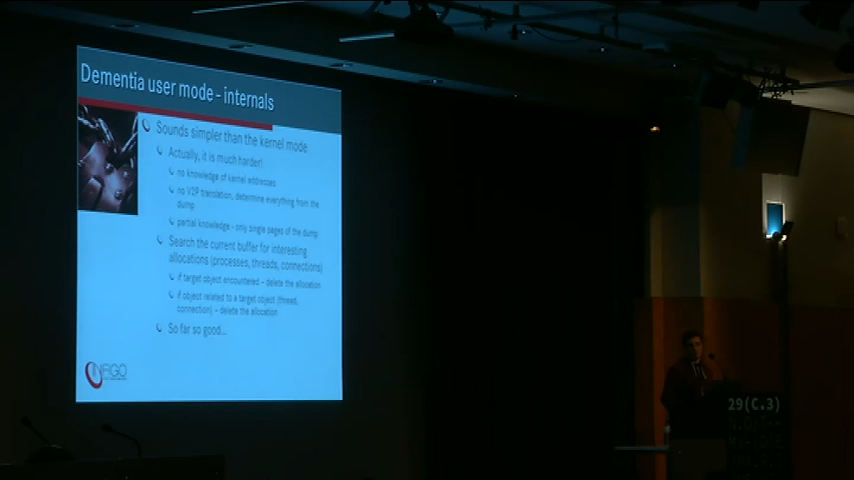 Dementia user mode - internals
Sounds simpler than the kernel mode
Actually, it is much harder!
no knowledge of kernel addresses
no V2P translation, determine everything from the
dump
partial knowledge - only single pages of the dump
Search the current buffer for interesting
allocations (processes, threads, connections)
if target object encountered - delete the allocation
if object related to a target object (thread,
connection) - delete the allocation
So far so good...
INFIGO
29(C.3)